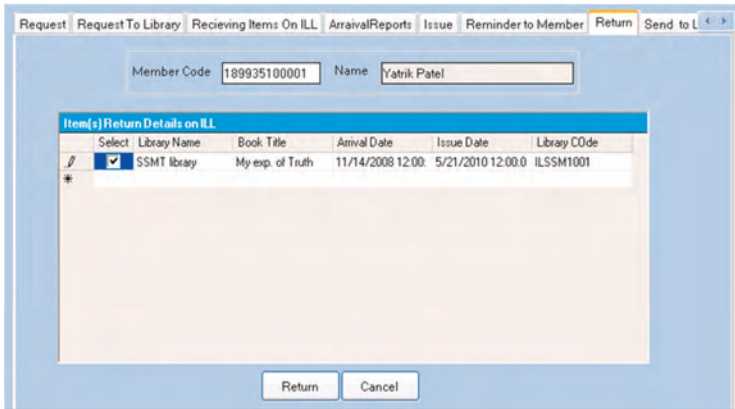 Request Request To Library Recieving Items On ILL ArraivalReports Issue Reminder to Member Return Send to L
Member Code 189935100001 Name Yatrik Patel
Item(s) Return Details on ILL
Select Library Name Book Title Arrival Date Issue Date Library COde
SSMT library My exp. of Truth 11/14/2008 12:00: 5/21/2010 12:00:0 ILSSM1001
Return Cancel